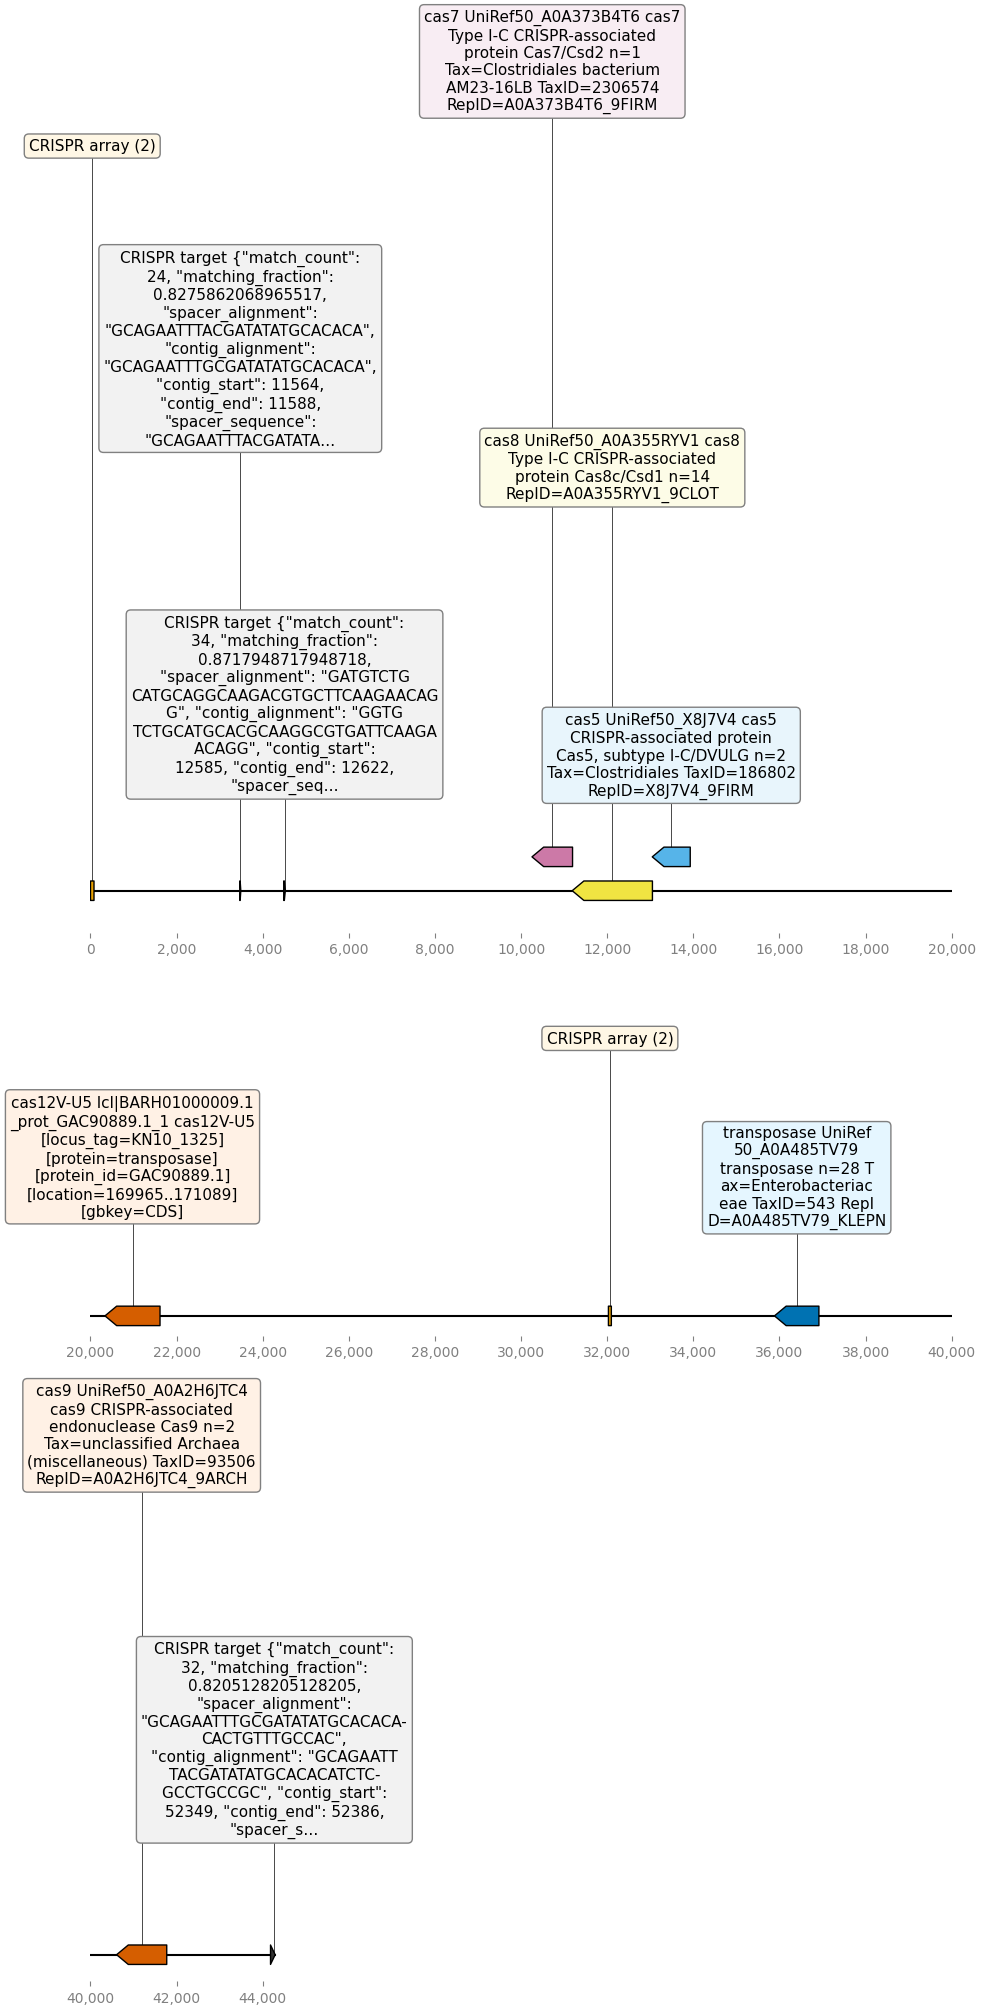 cas7 UniRef50_A0A373B4T6 cas7
Type I-C CRISPR-associated
protein Cas7/Csd2 n=1
Tax=Clostridiales bacterium
AM23-16LB TaxID=2306574
RepID=A0A373B4T6_9FIRM
CRISPR array (2)
CRISPR target {"match_count":
24, "matching_fraction":
0.8275862068965517,
"spacer_alignment":
"GCAGAATTTACGATATATGCACACA",
"contig_alignment":
"GCAGAATTTGCGATATATGCACACA",
"contig_start": 11564,
"contig_end": 11588,
"spacer_sequence":
"GCAGAATTTACGATATA...
cas8 UniRef50_A0A355RYV1 cas8
Type I-C CRISPR-associated
protein Cas8c/Csd1 n=14
RepID=A0A355RYV1_9CLOT
CRISPR target {"match_count":
34, "matching_fraction":
0.8717948717948718,
"spacer_alignment": "GATGTCTG
CATGCAGGCAAGACGTGCTTCAAGAACAG
G", "contig_alignment": "GGTG
TCTGCATGCACGCAAGGCGTGATTCAAGA
ACAGG", "contig_start":
12585, "contig_end": 12622,
"spacer_seq...
cas5 UniRef50_X8J7V4 cas5
CRISPR-associated protein
Cas5, subtype I-C/DVULG n=2
Tax=Clostridiales TaxID=186802
RepID=X8J7V4_9FIRM
0 2,000 4,000 6,000 8,000 10,000 12,000 14,000 16,000 18,000 20,000
CRISPR array (2)
cas12V-U5 lcl|BARH01000009.1
_prot_GAC90889.1_1 cas12V-U5
[locus_tag=KN10_1325]
[protein=transposase]
[protein_id=GAC90889.1]
[location=169965..171089]
[gbkey=CDS]
transposase UniRef
50_A0A485TV79
transposase n=28 T
ax=Enterobacteriac
eae TaxID=543 RepI
D=A0A485TV79_KLEPN
20,000 22,000 24,000 26,000 28,000 30,000 32,000 34,000 36,000 38,000 40,000
cas9 UniRef50_A0A2H6JTC4
cas9 CRISPR-associated
endonuclease Cas9 n=2
Tax=unclassified Archaea
(miscellaneous) TaxID=93506
RepID=A0A2H6JTC4_9ARCH
CRISPR target {"match_count":
32, "matching_fraction":
0.8205128205128205,
"spacer_alignment":
"GCAGAATTTGCGATATATGCACACA-
CACTGTTTGCCAC",
"contig_alignment": "GCAGAATT
TACGATATATGCACACATCTC-
GCCTGCCGC", "contig_start":
52349, "contig_end": 52386,
"spacer_s...
40,000 42,000 44,000